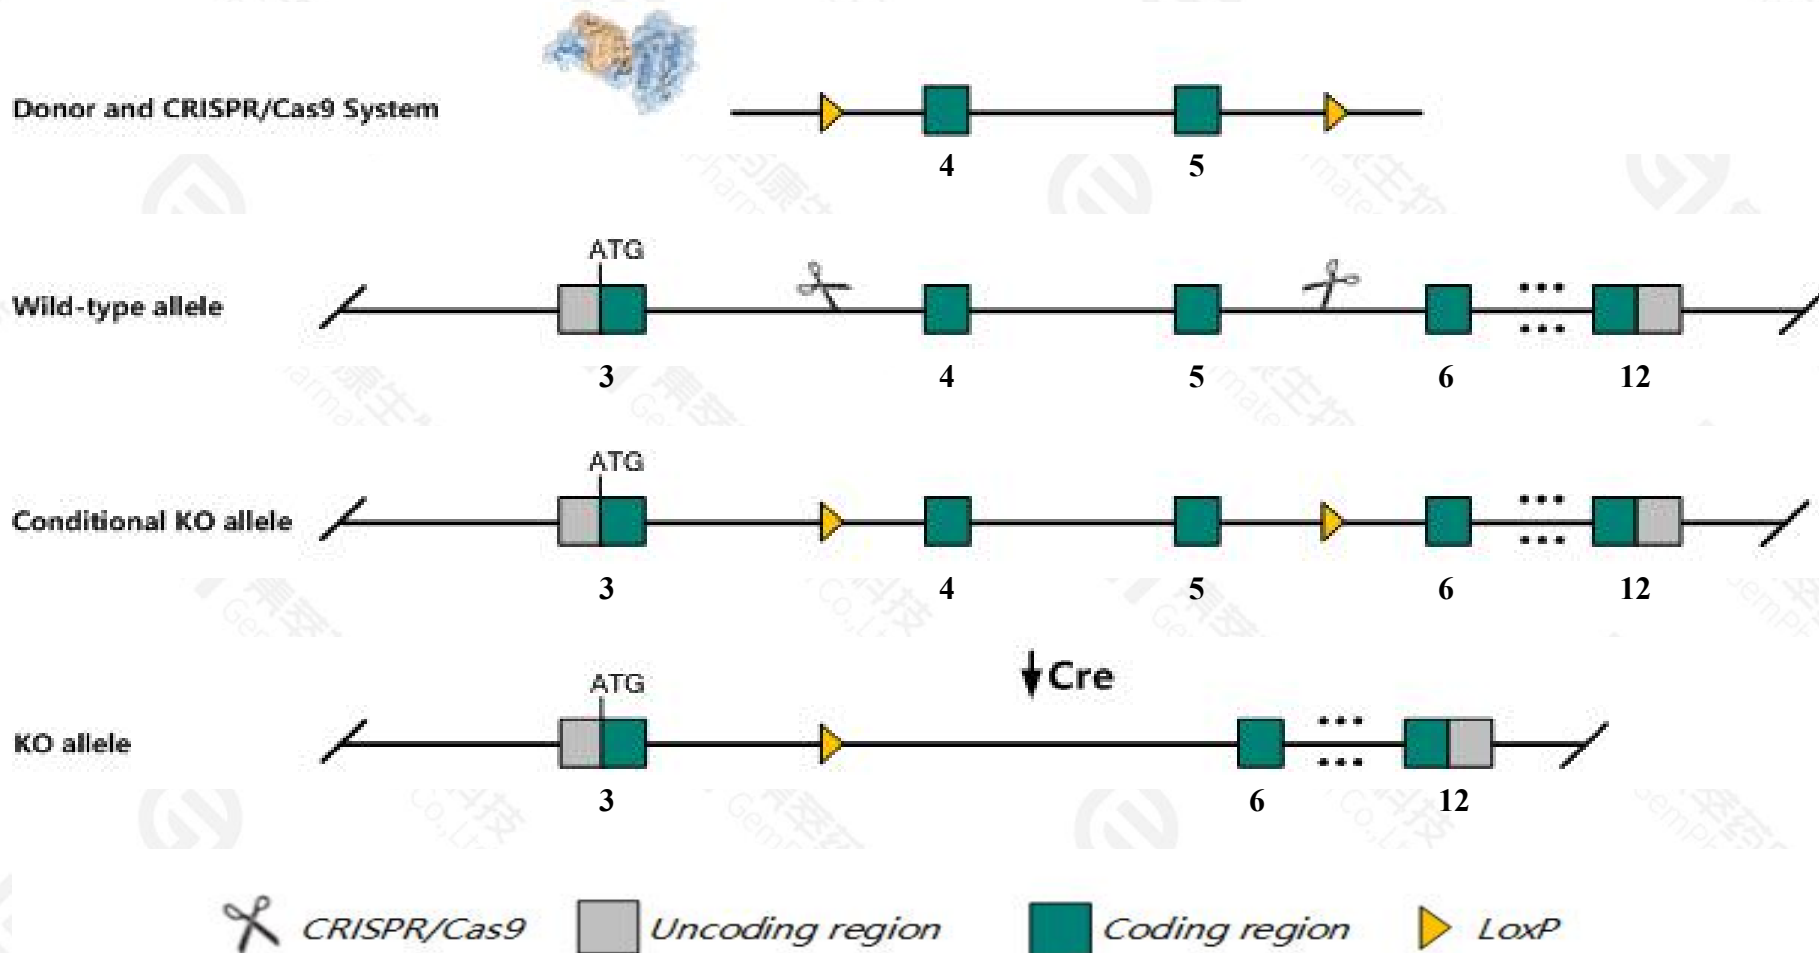 Donor and CRISPR/Cas9 System
4 5
ATG
Wild-type allele
3 4 5 6 12
ATG
Conditional KO allele
3 4 5 6 12
Cre
ATG
KO allele
3 6 12
CRISPR/Cas9 Uncoding region Coding region LoxP